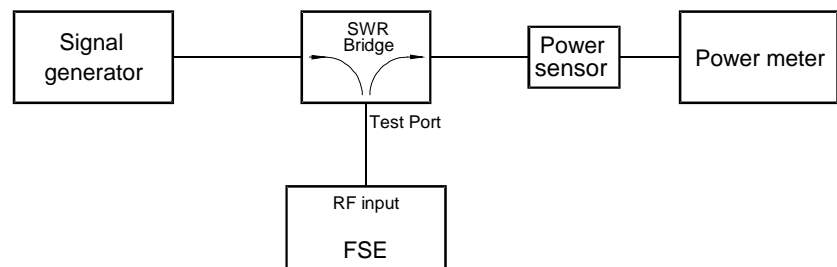 Signal
generator
SWR
Bridge
Power
sensor
Power meter
Test Port
RF input
FSE